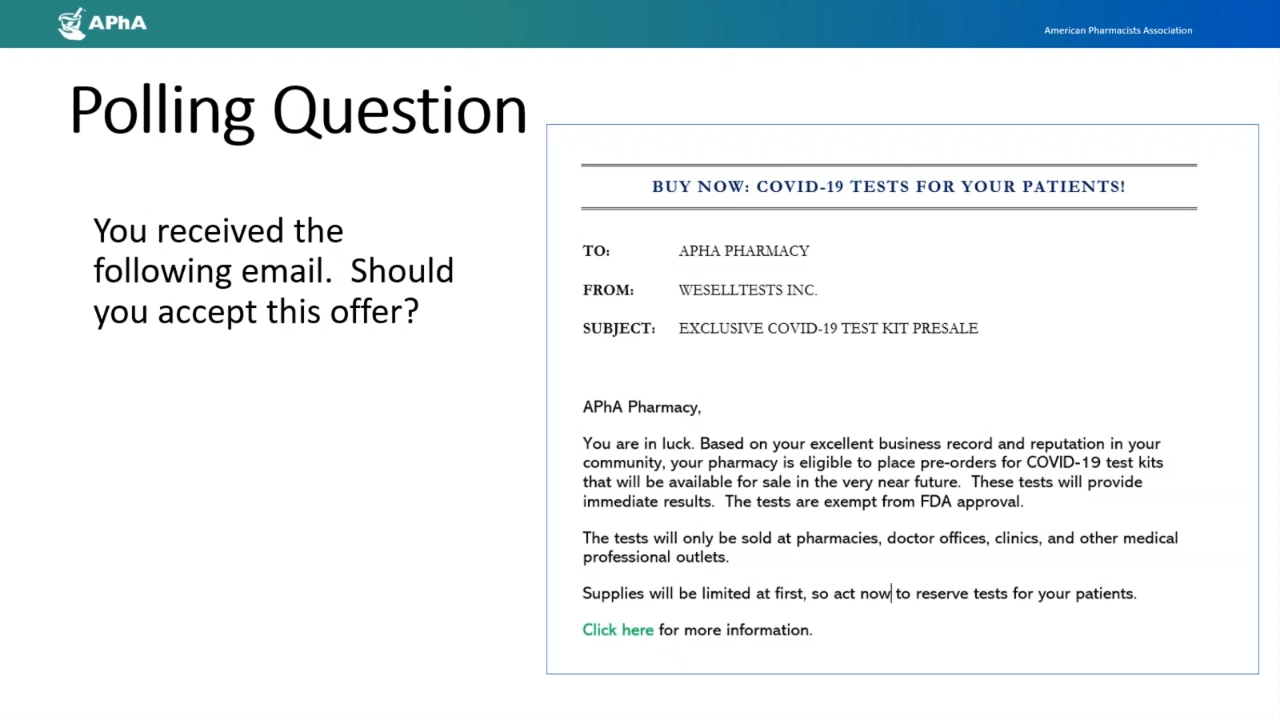 APhA
American Pharmacists Association
Polling Question
You received the
following email.  Should
you accept this offer?
BUY NOW: COVID-19 TESTS FOR YOUR PATIENTS!
TO: APHA PHARMACY
FROM: WESELLTESTS INC.
SUBJECT: EXCLUSIVE COVID-19 TEST KIT PRESALE
APhA Pharmacy,
You are in luck. Based on your excellent business record and reputation in your
community, your pharmacy is eligible to place pre-orders for COVID-19 test kits
that will be available for sale in the very near future.  These tests will provide
immediate results.  The tests are exempt from FDA approval.
The tests will only be sold at pharmacies, doctor offices, clinics, and other medical
professional outlets.
Supplies will be limited at first, so act now to reserve tests for your patients.
Click here for more information.